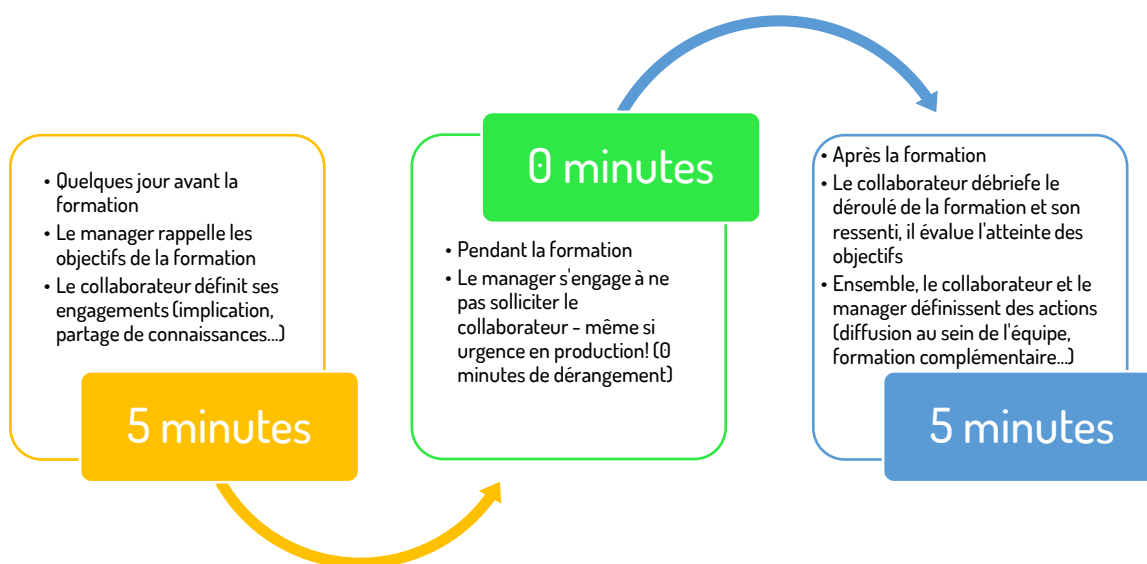 • Quelques jour avant la
formation
• Le manager rappelle les
objectifs de la formation
• Le collaborateur définit ses
engagements (implication,
partage de connaissances...)
5 minutes
0 minutes
• Pendant la formation
• Le manager s'engage à ne
pas solliciter le
collaborateur - même si
urgence en production! (0
minutes de dérangement)
• Après la formation
• Le collaborateur débriefe le
déroulé de la formation et son
ressenti, il évalue l'atteinte des
objectifs
• Ensemble, le collaborateur et le
manager définissent des actions
(diffusion au sein de l'équipe,
formation complémentaire...)
5 minutes